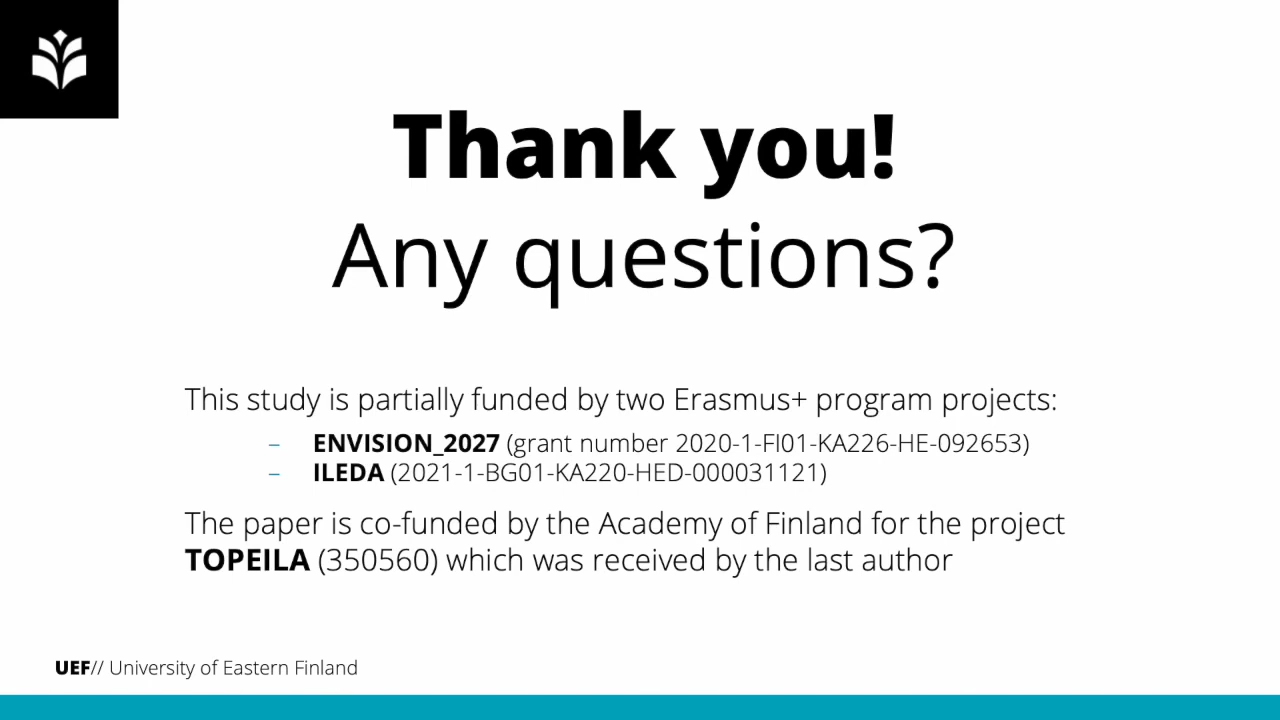 Thank you!
Any questions?
This study is partially funded by two Erasmus+ program projects:
– ENVISION_2027 (grant number 2020-1-FI01-KA226-HE-092653)
– ILEDA (2021-1-BG01-KA220-HED-000031121)
The paper is co-funded by the Academy of Finland for the project
TOPEILA (350560) which was received by the last author
UEF// University of Eastern Finland